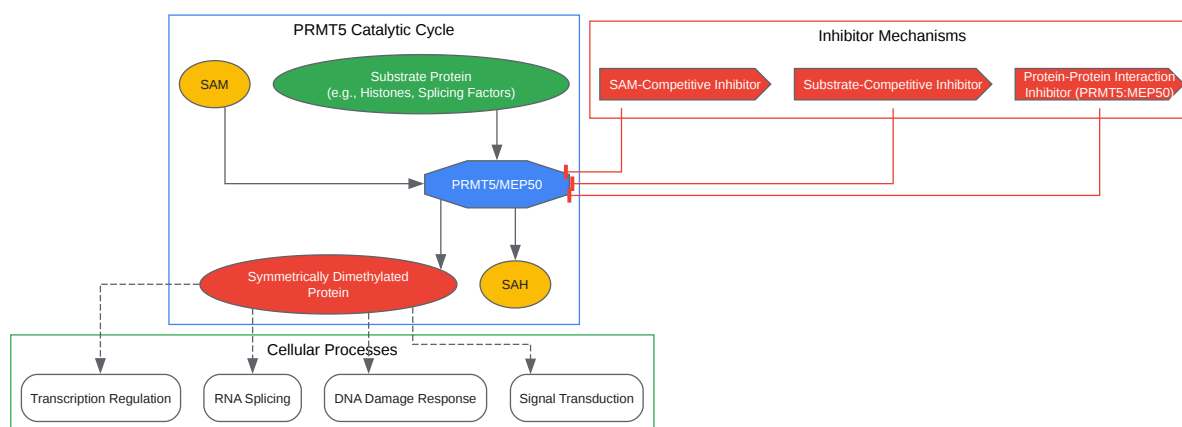 PRMT5 Catalytic Cycle
Inhibitor Mechanisms
SAM
Substrate Protein
(e.g., Histones, Splicing Factors)
SAM-Competitive Inhibitor
Substrate-Competitive Inhibitor
Protein-Protein Interaction
Inhibitor (PRMT5:MEP50)
PRMT5/MEP50
Symmetrically Dimethylated
Protein
SAH
Cellular Processes
Transcription Regulation
RNA Splicing
DNA Damage Response
Signal Transduction